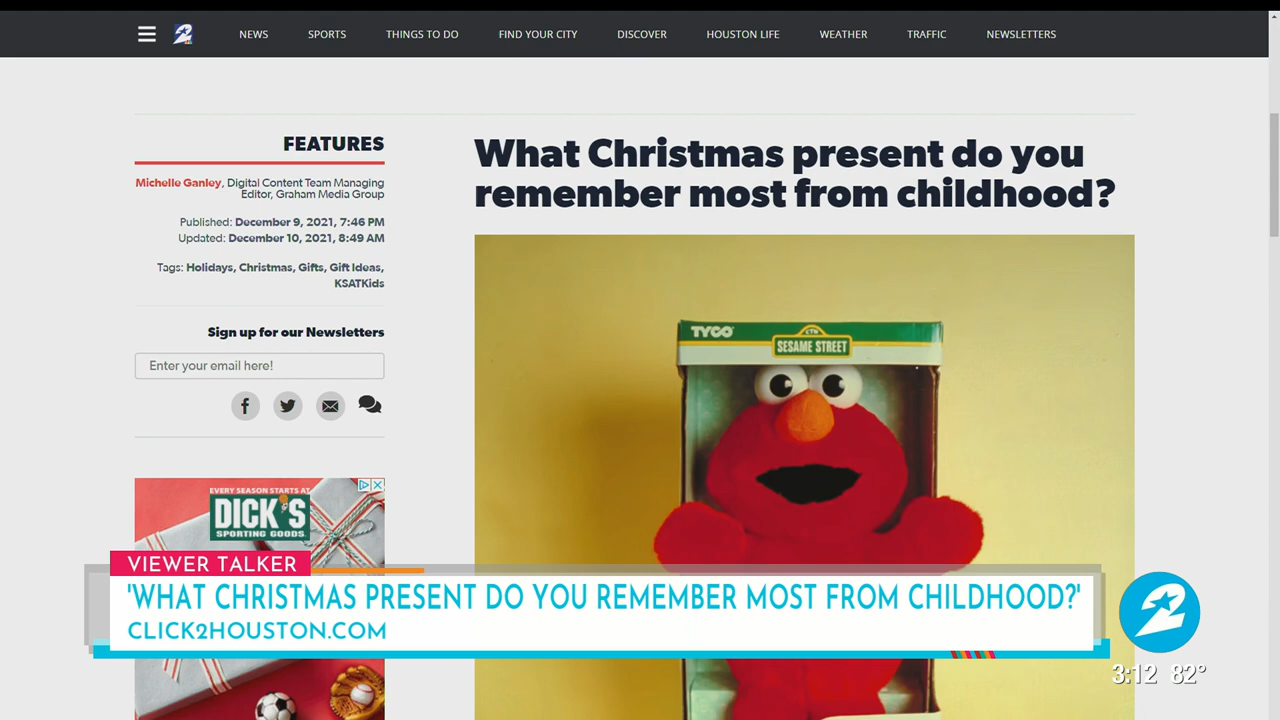 2
NEWS
SPORTS
THINGS TO DO
FIND YOUR CITY
DISCOVER
HOUSTON LIFE
WEATHER
TRAFFIC
NEWSLETTERS
FEATURES
Michelle Ganley, Digital Content Team Managing
Editor, Graham Media Group
Published: December 9, 2021, 7:46 PM
Updated: December 10, 2021, 8:49 AM
Tags: Holidays, Christmas, Gifts, Gift Ideas,
KSATKids
Sign up for our Newsletters
Enter your email here!
What Christmas present do you
remember most from childhood?
TYCO
CTW
SESAME STREET
EVERY SEASON STARTS AT
DICK'S
SPORTING GOODS
VIEWER TALKER
'WHAT CHRISTMAS PRESENT DO YOU REMEMBER MOST FROM CHILDHOOD?'
CLICK2HOUSTON.COM
2
3:12 82°